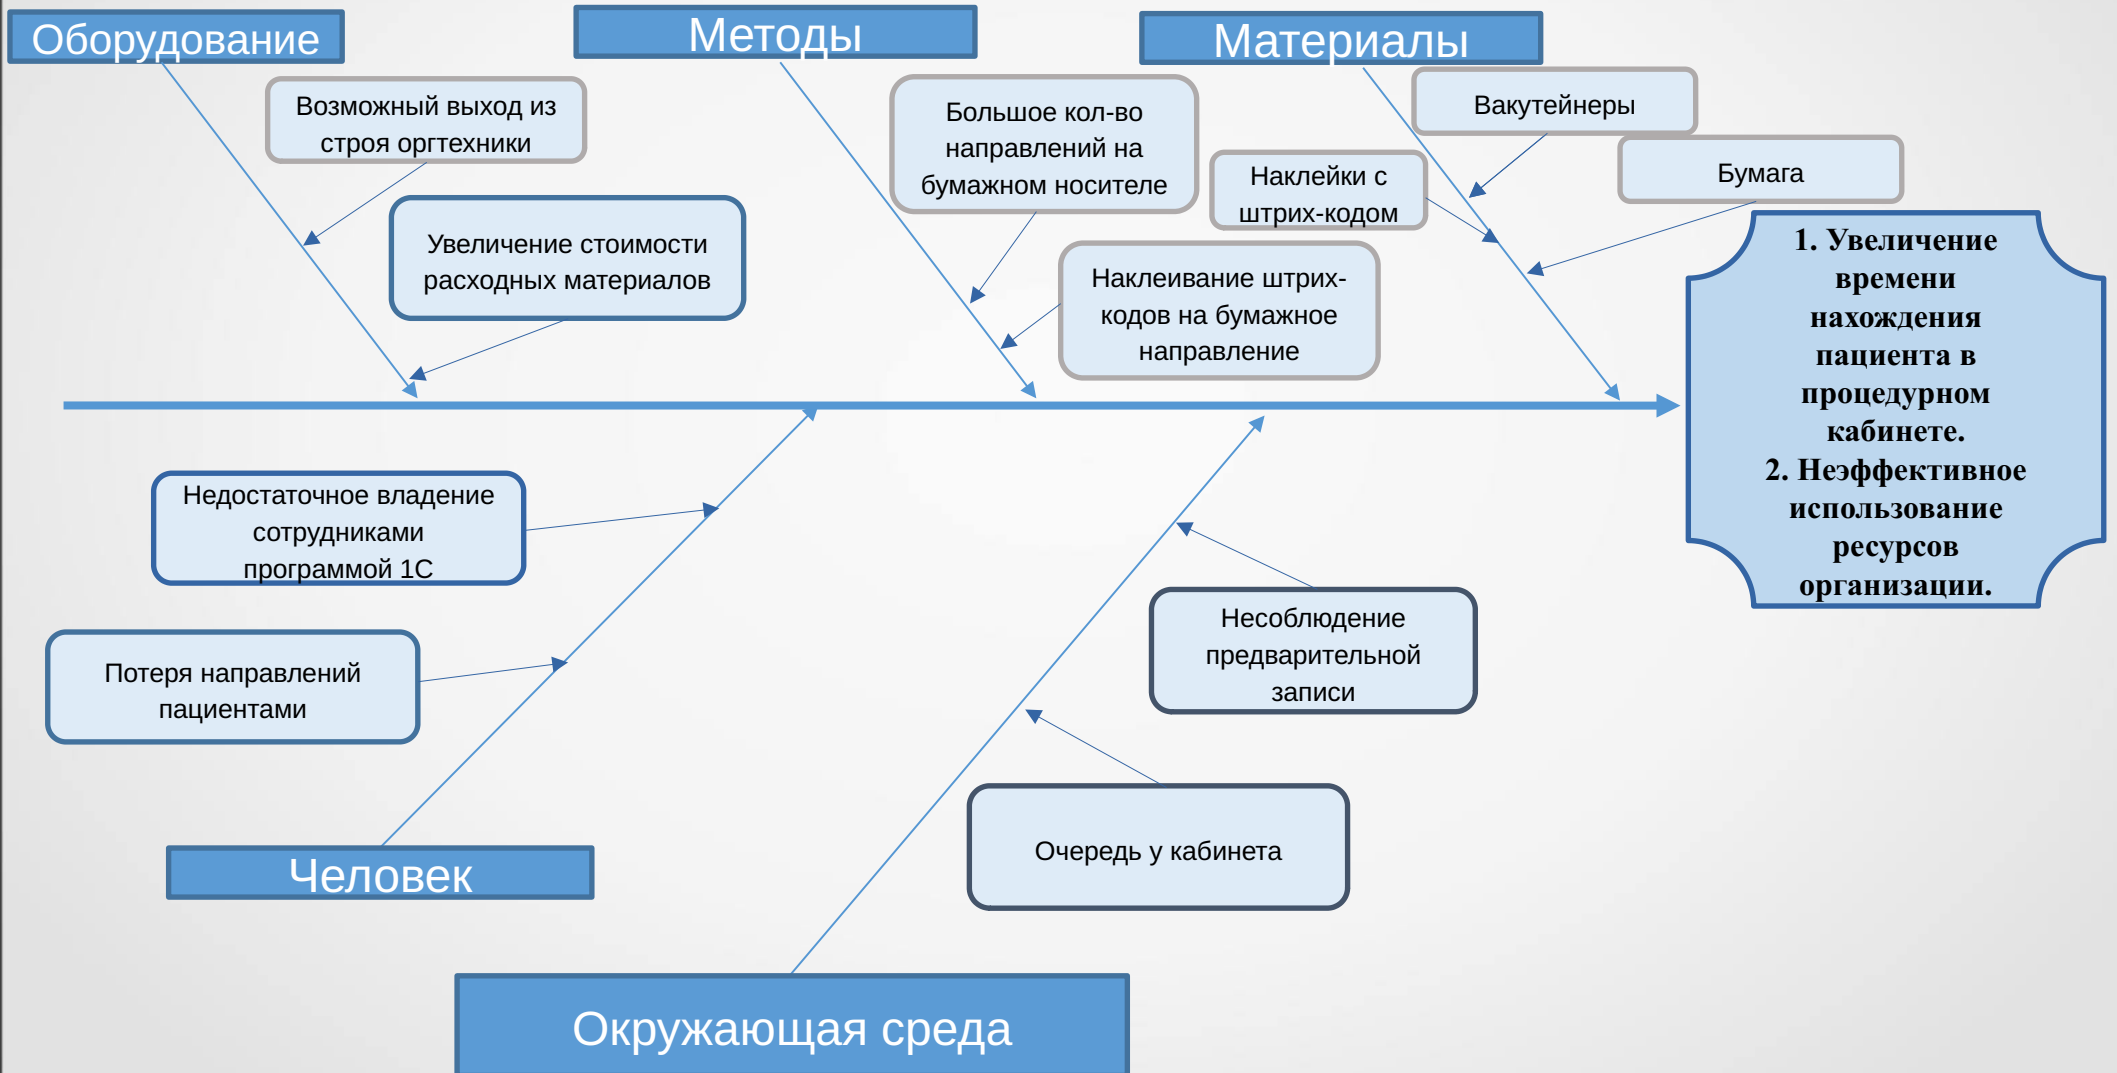 Оборудование
Методы
Материалы
Возможный выход из
строя оргтехники
Увеличение стоимости
расходных материалов
Большое кол-во
направлений на
бумажном носителе
Наклеивание штрих-
кодов на бумажное
направление
Вакутейнеры
Наклейки с
штрих-кодом
Бумага
1. Увеличение
времени
нахождения
пациента в
процедурном
кабинете.
2. Неэффективное
использование
ресурсов
организации.
Недостаточное владение
сотрудниками
программой 1С
Потеря направлений
пациентами
Несоблюдение
предварительной
записи
Очередь у кабинета
Человек
Окружающая среда